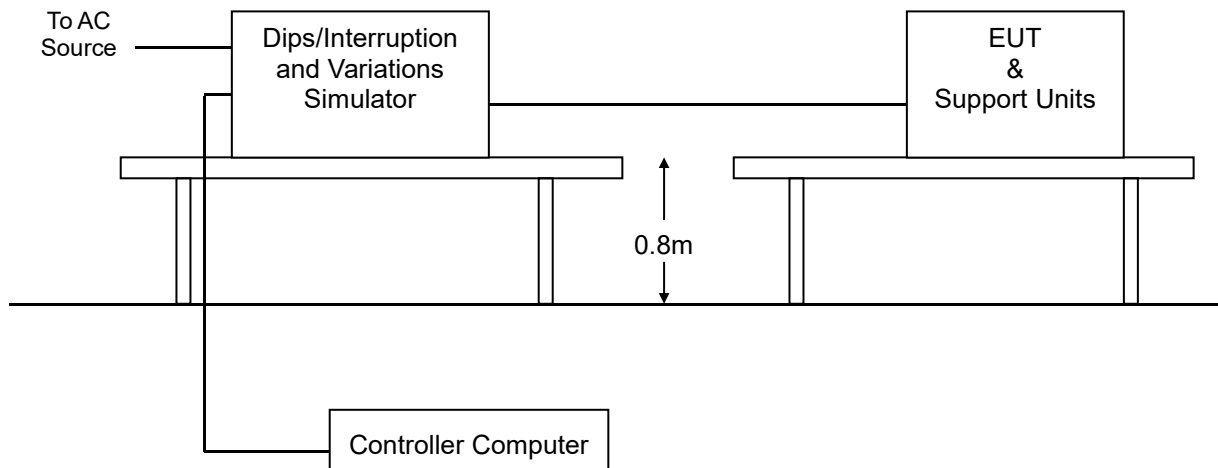 To AC
Source
Dips/Interruption
and Variations
Simulator
EUT
&
Support Units
0.8m
Controller Computer